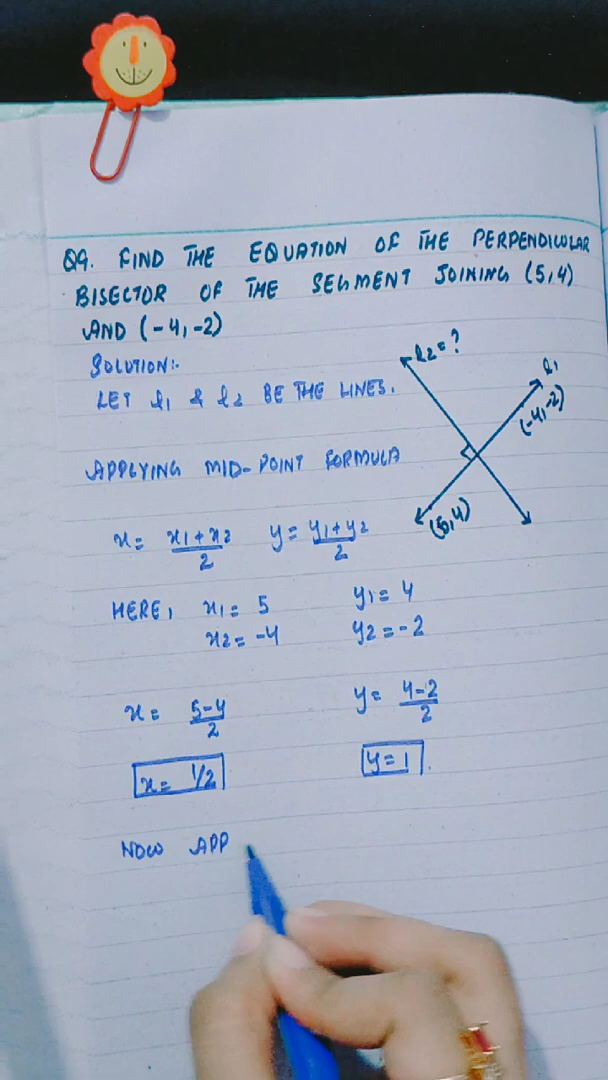 Q9. FIND THE EQUATION OF THE PERPENDICULAR
BISECTOR OF THE SEGMENT JOINING (5,4)
AND (-4,-2)
SOLUTION:-
LET l1 & l2 BE THE LINES.
l2=?
l1
(-4,-2)
(5,4)
APPLYING MID-POINT FORMULA
x= x1+x2/2 y= y1+y2/2
HERE, x1= 5 y1= 4
x2= -4 y2= -2
x= 5-4/2 y= 4-2/2
x= 1/2 y=1.
NOW APP